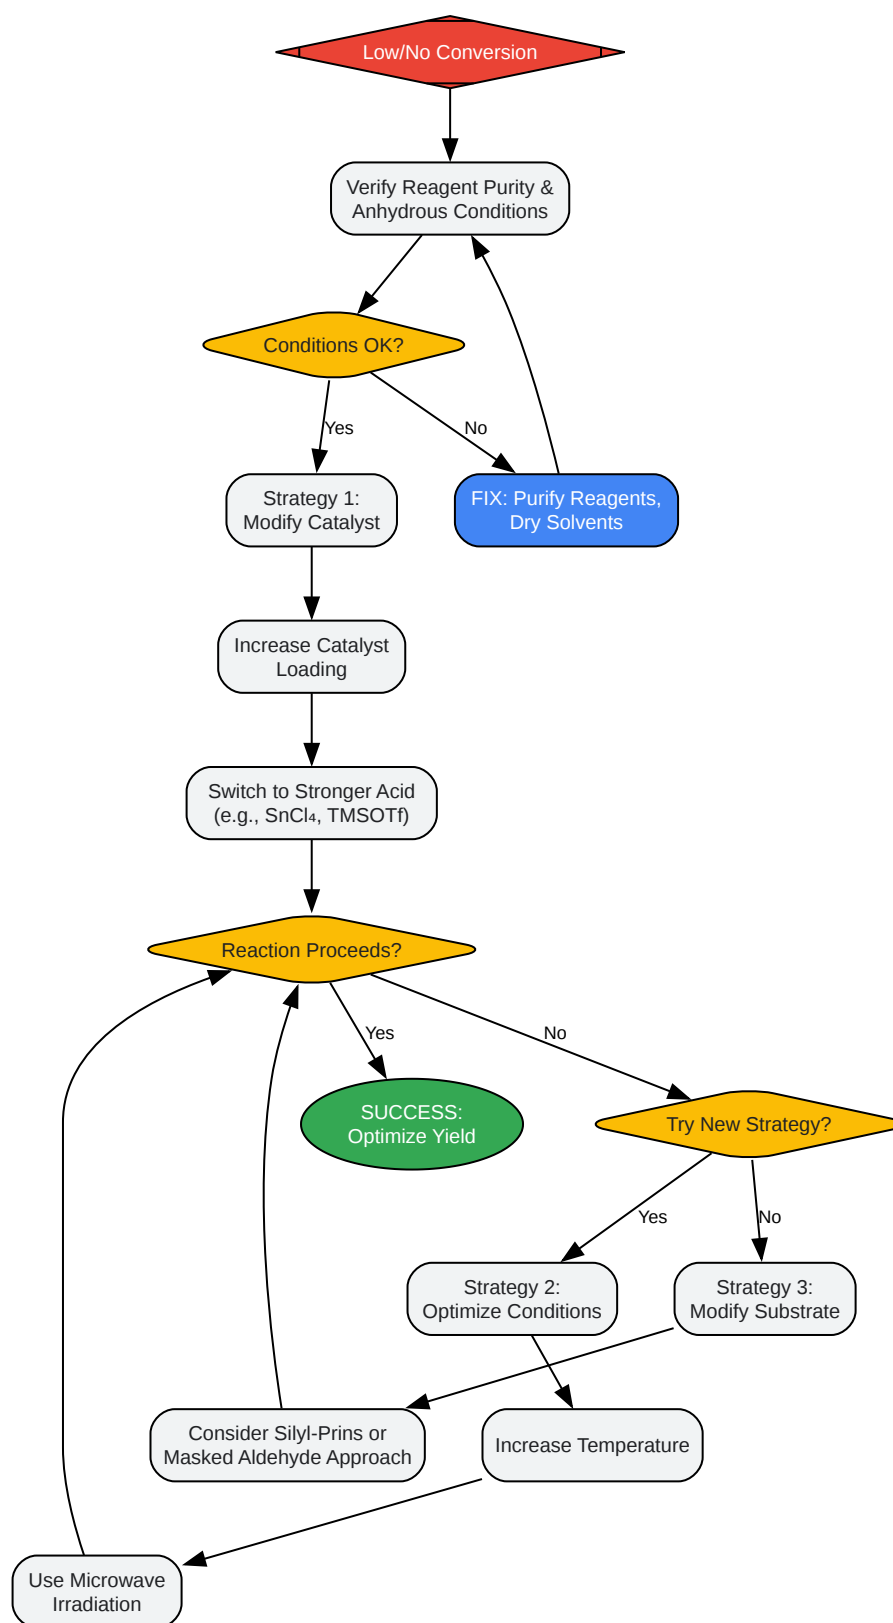 Low/No Conversion
Verify Reagent Purity &
Anhydrous Conditions
Conditions OK?
Yes
No
Strategy 1:
Modify Catalyst
FIX: Purify Reagents,
Dry Solvents
Increase Catalyst
Loading
Switch to Stronger Acid
(e.g., SnCl₄, TMSOTf)
Reaction Proceeds?
Yes
No
SUCCESS:
Optimize Yield
Try New Strategy?
Yes
No
Strategy 2:
Optimize Conditions
Strategy 3:
Modify Substrate
Consider Silyl-Prins or
Masked Aldehyde Approach
Increase Temperature
Use Microwave
Irradiation